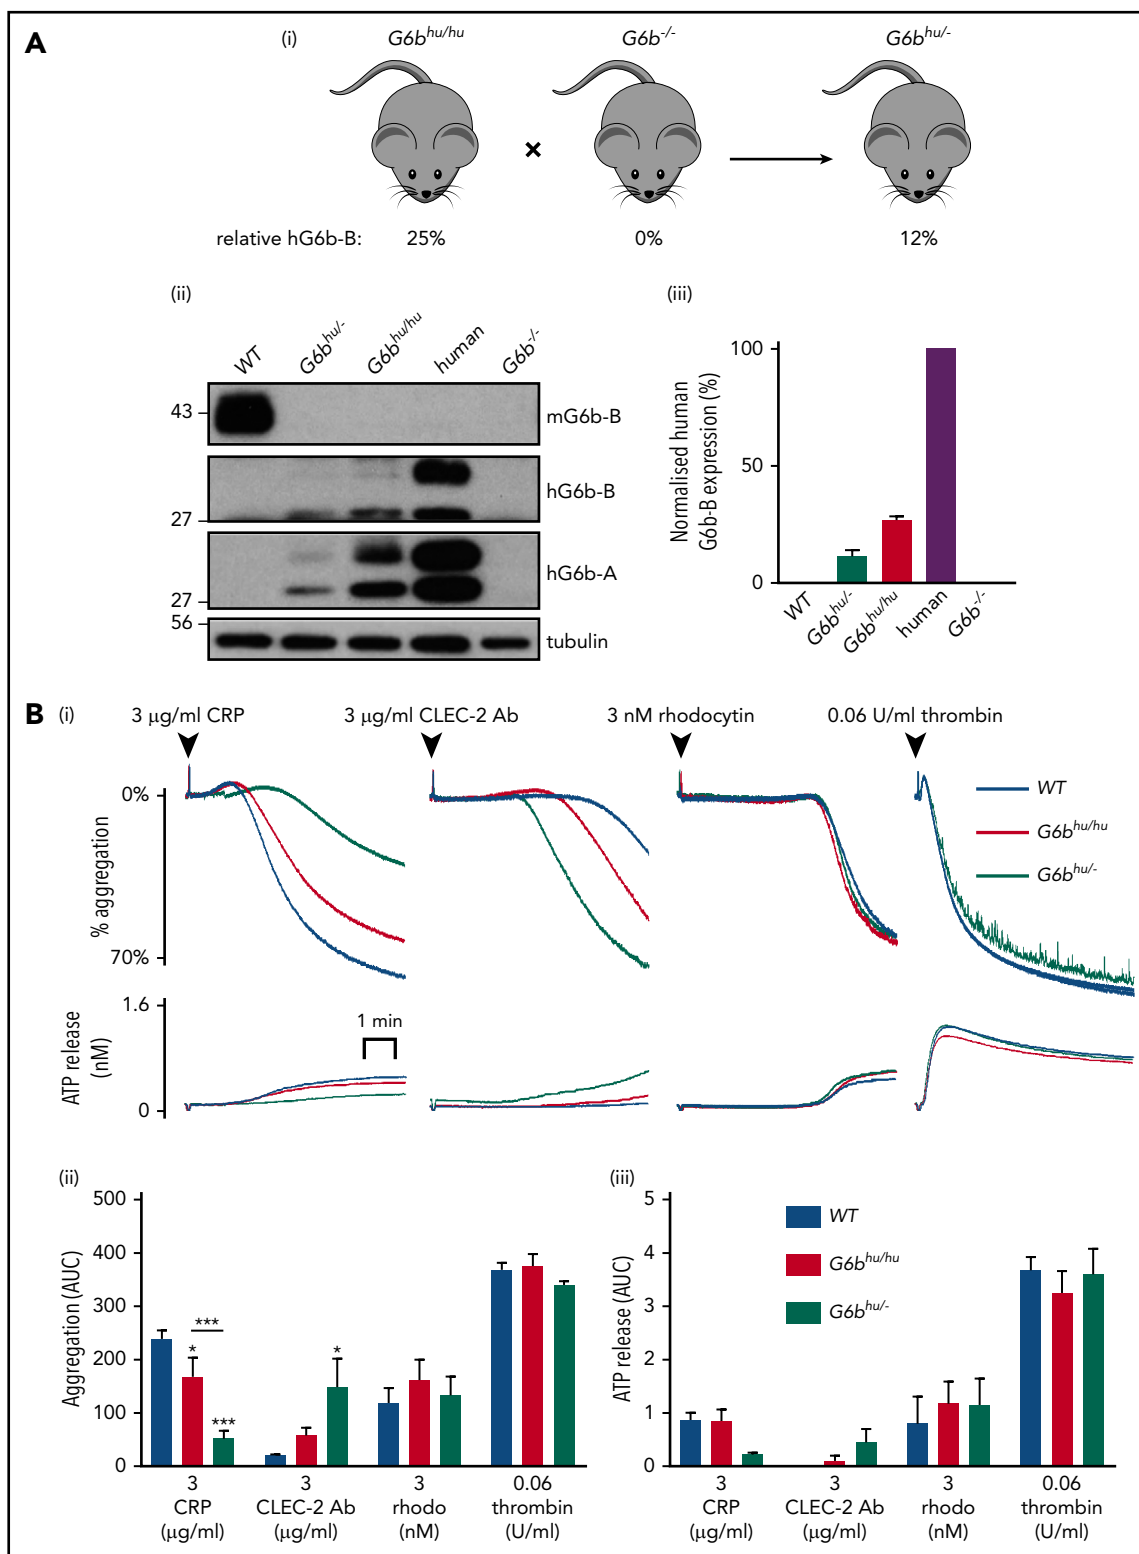 A
(i)
G6b^hu/hu G6b^-/- G6b^hu/-
×
relative hG6b-B: 25% 0% 12%
(ii)
WT G6b^hu/- G6b^hu/hu human G6b^-/-
43 mG6b-B
hG6b-B
27
hG6b-A
27
56
tubulin
(iii)
Normalised human
G6b-B expression (%)
100
50
0
WT G6b^hu/- G6b^hu/hu human G6b^-/-
B (i)
3 μg/ml CRP 3 μg/ml CLEC-2 Ab 3 nM rhodocytin 0.06 U/ml thrombin
% aggregation
0%
70%
WT
G6b^hu/hu
G6b^hu/-
ATP release
(nM)
1.6
0
1 min
(ii)
Aggregation (AUC)
500
400
300
200
100
0
*
***
***
*
3 3 3 0.06
CRP CLEC-2 Ab rhodo thrombin
(μg/ml) (μg/ml) (nM) (U/ml)
(iii)
ATP release (AUC)
5
4
3
2
1
0
WT
G6b^hu/hu
G6b^hu/-
3 3 3 0.06
CRP CLEC-2 Ab rhodo thrombin
(μg/ml) (μg/ml) (nM) (U/ml)